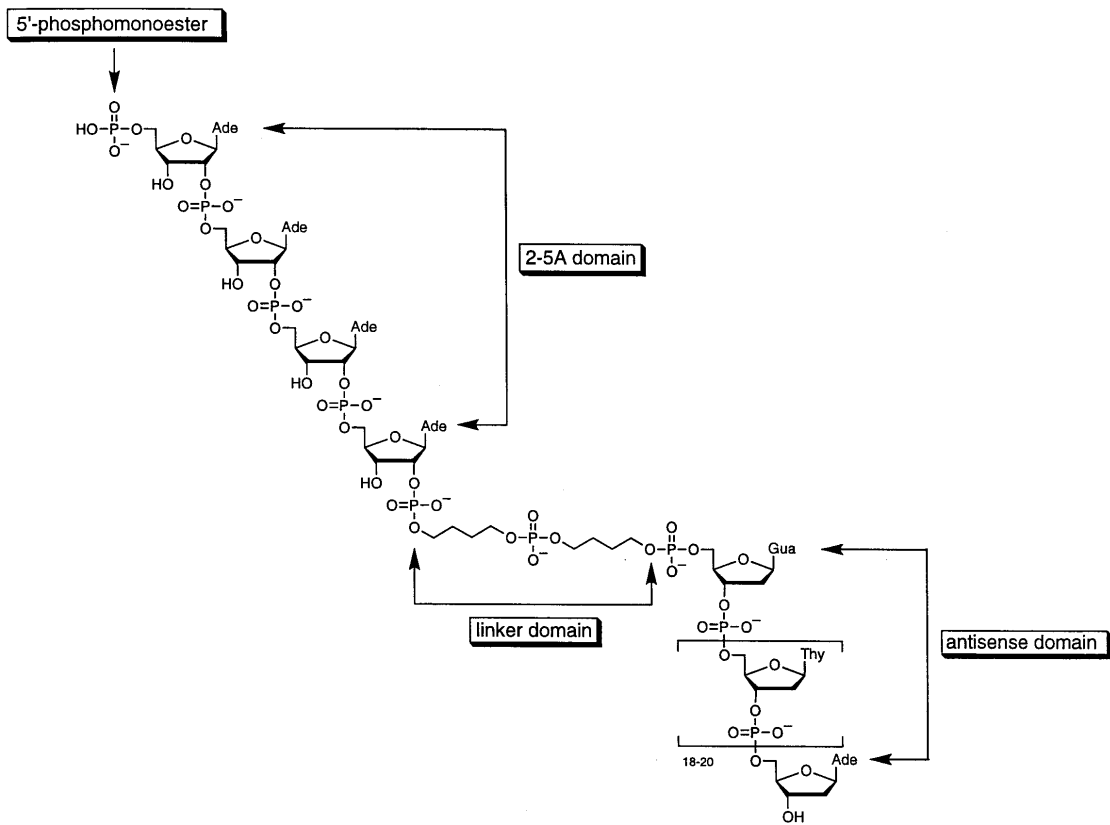 5'-phosphomonoester
O
HO-P-O
O−
O
Ade
HO
O
O=P-O−
O
O
Ade
HO
O
2-5A domain
O=P-O−
O
O
Ade
HO
O
O=P-O−
O
O
Ade
HO
O
O=P-O−
O
O
O-P-O
O−
O
O-P-O
O−
O
Gua
linker domain
O
O=P-O−
O
O
Thy
antisense domain
O
O=P-O−
O
18-20
O
Ade
OH